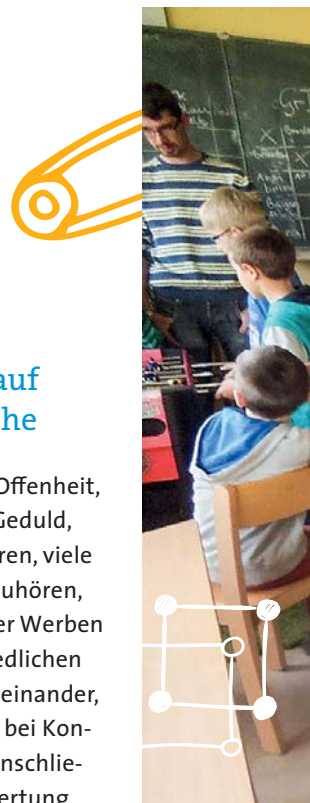 auf
he
Offenheit,
Geduld,
ren, viele
uhören,
er Werben
edlichen
einander,
bei Kon-
nschlie-
ertung